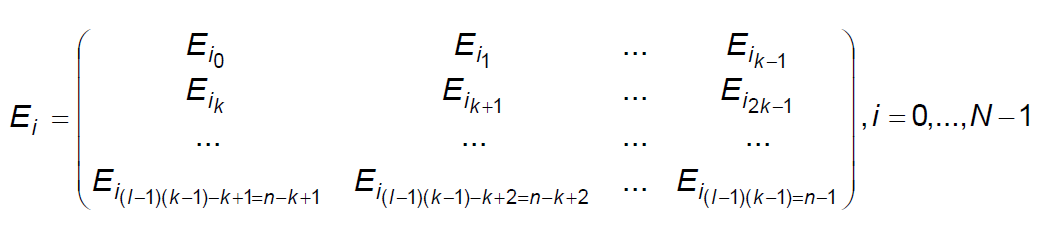 E_{i_0} E_{i_1} ... E_{i_{k-1}}
E_{i_k} E_{i_{k+1}} ... E_{i_{2k-1}}
E_i = , i = 0,..., N - 1
... ... ... ...
E_{i_{(l-1)(k-1)-k+1=n-k+1}} E_{i_{(l-1)(k-1)-k+2=n-k+2}} ... E_{i_{(l-1)(k-1)=n-1}}